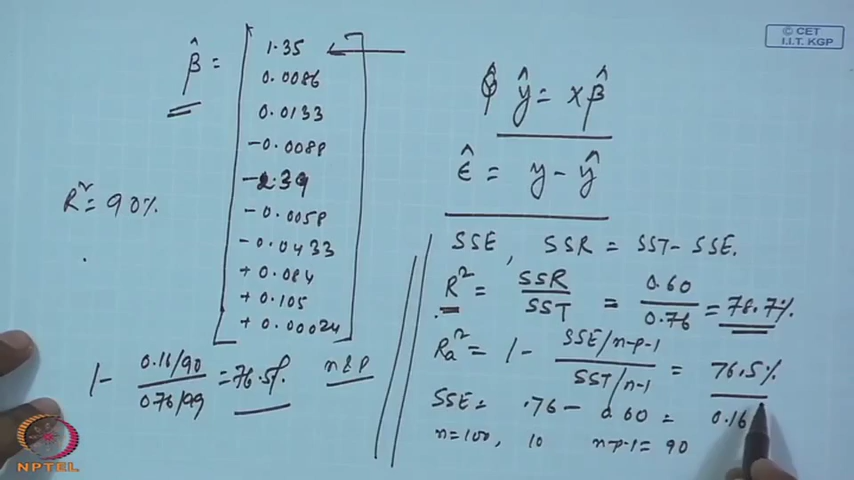 © CET
I.I.T. KGP
β̂ =
1.35
0.0086
0.0133
-0.0088
-2.39
-0.0058
-0.0433
+0.084
+0.105
+0.00024
R² = 90%
1 - 0.16/90 / 0.76/99 = 76.5%.
n & p
ŷ = xβ̂
ε̂ = y - ŷ
SSE, SSR = SST - SSE.
R² = SSR / SST = 0.60 / 0.76 = 78.7%
Ra² = 1 - SSE/n-p-1 / SST/n-1 = 76.5%
SSE = .76 - 0.60 = 0.16
n=100, 10 n-p-1 = 90
NPTEL